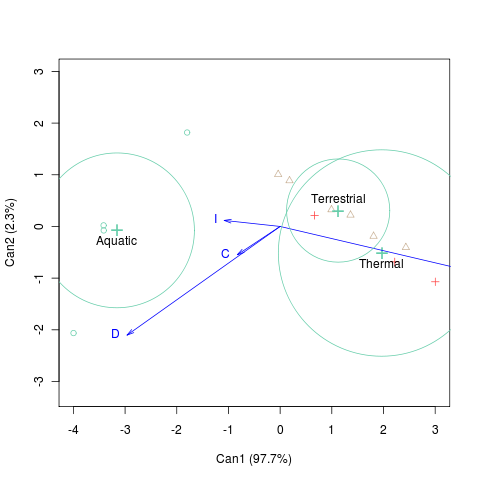 3
2
1
0
-1
-2
-3
Can2 (2.3%)
Terrestrial
I
Aquatic
C
Thermal
D
-4 -3 -2 -1 0 1 2 3
Can1 (97.7%)